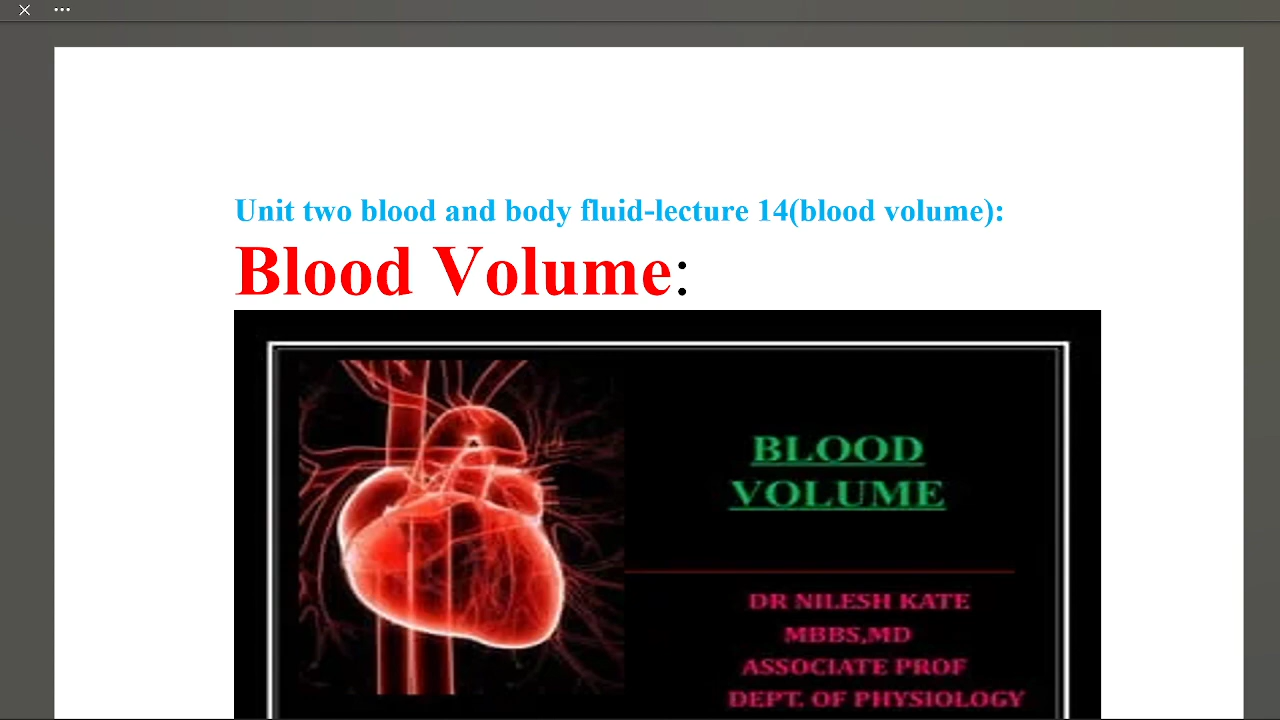 Unit two blood and body fluid-lecture 14(blood volume):
Blood Volume:
BLOOD
VOLUME
DR NILESH KATE
MBBS,MD
ASSOCIATE PROF
DEPT. OF PHYSIOLOGY